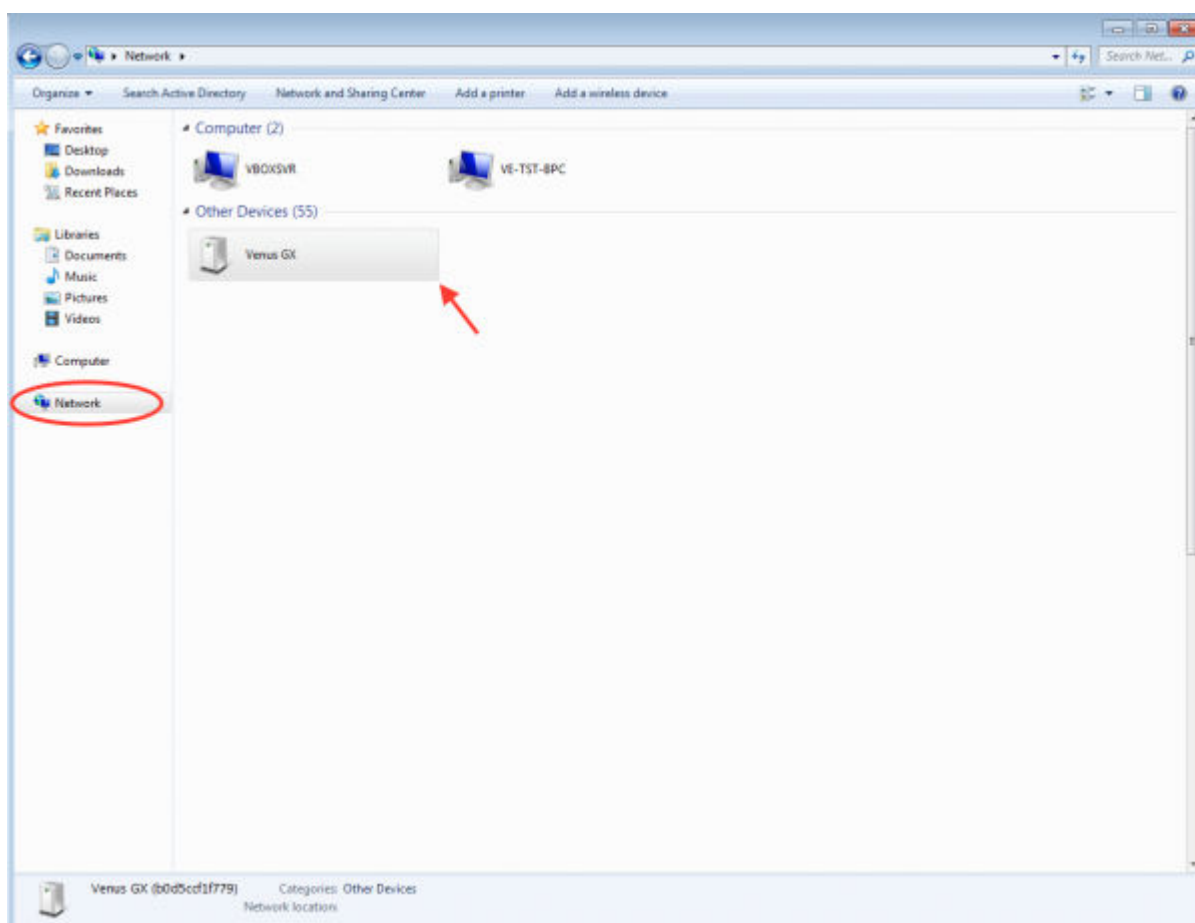 Network
Search Net...
Organize Search Active Directory Network and Sharing Center Add a printer Add a wireless device
Favorites
Desktop
Downloads
Recent Places
Libraries
Documents
Music
Pictures
Videos
Computer
Network
Computer (2)
VBOXSVR VE-TST-8PC
Other Devices (55)
Venus GX
Venus GX (b0d5ccf1f779) Categories: Other Devices
Network location: